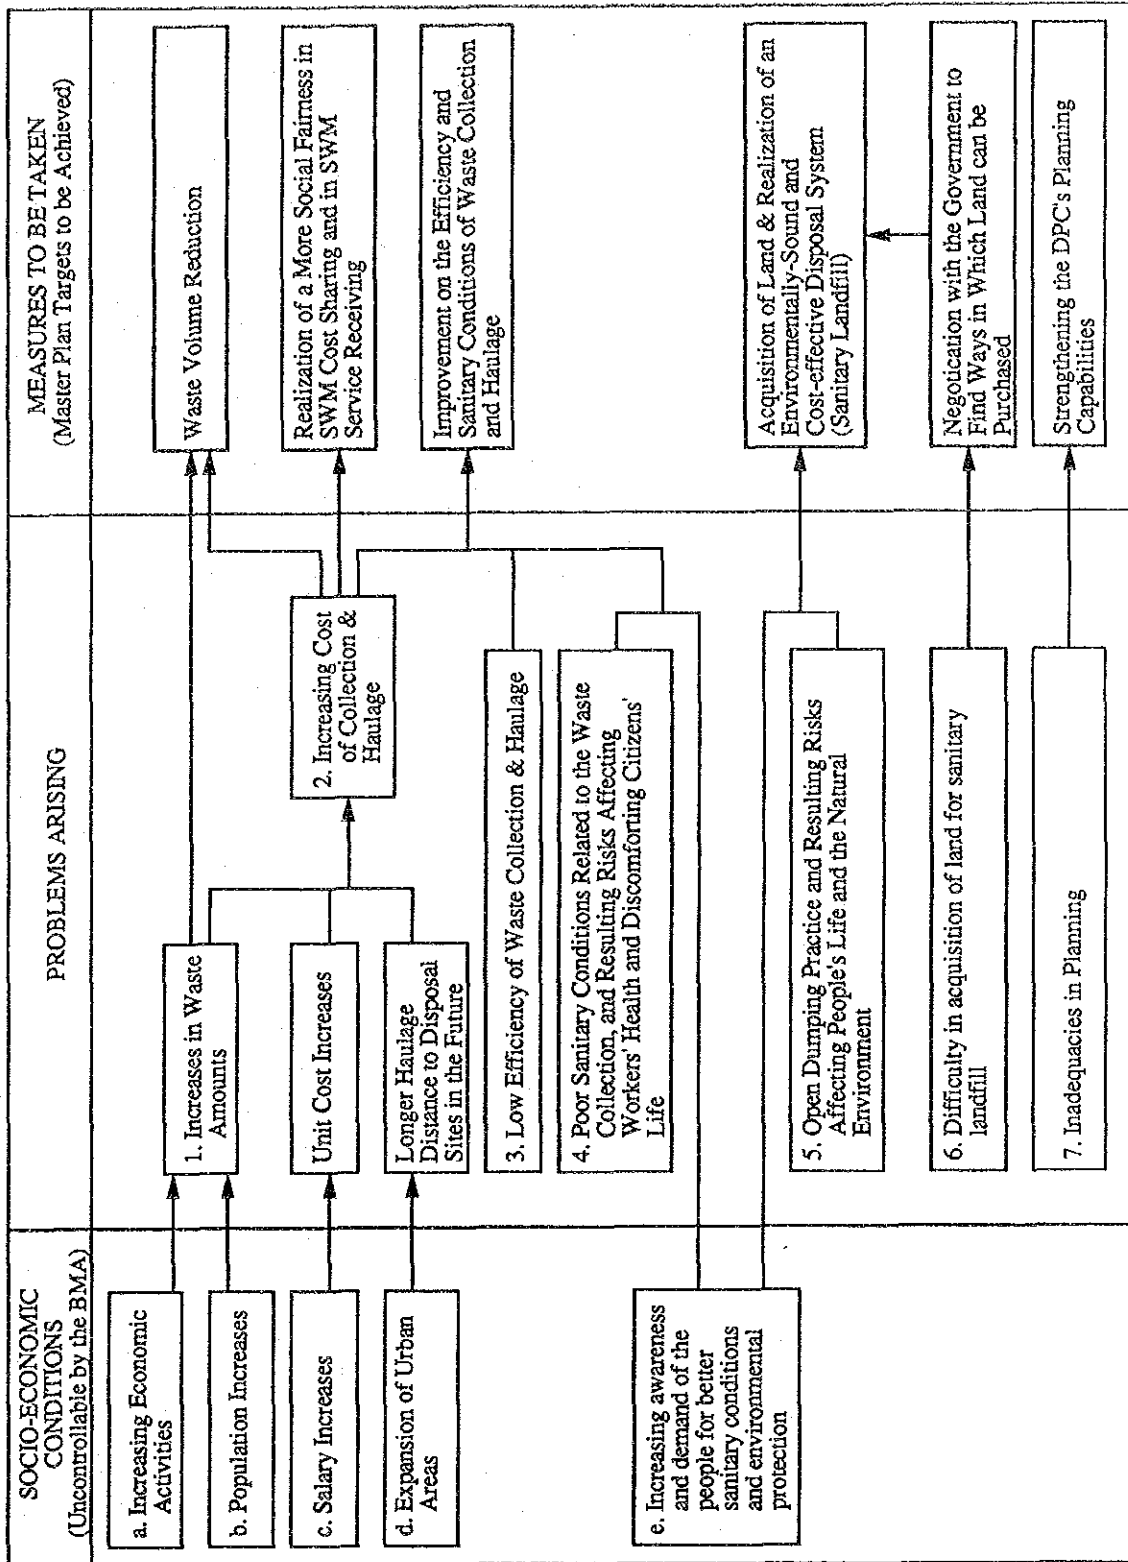 SOCIO-ECONOMIC
CONDITIONS
(Uncontrollable by the BMA)
a. Increasing Economic
Activities
b. Population Increases
c. Salary Increases
d. Expansion of Urban
Areas
e. Increasing awareness
and demand of the
people for better
sanitary conditions
and environmental
protection
PROBLEMS ARISING
1. Increases in Waste
Amounts
Unit Cost Increases
Longer Haulage
Distance to Disposal
Sites in the Future
2. Increasing Cost
of Collection &
Haulage
3. Low Efficiency of Waste Collection & Haulage
4. Poor Sanitary Conditions Related to the Waste
Collection, and Resulting Risks Affecting
Workers' Health and Discomforting Citizens'
Life
5. Open Dumping Practice and Resulting Risks
Affecting People's Life and the Natural
Environment
6. Difficulty in acquisition of land for sanitary
landfill
7. Inadequacies in Planning
MEASURES TO BE TAKEN
(Master Plan Targets to be Achieved)
Waste Volume Reduction
Realization of a More Social Fairness in
SWM Cost Sharing and in SWM
Service Receiving
Improvement on the Efficiency and
Sanitary Conditions of Waste Collection
and Haulage
Acquisition of Land & Realization of an
Environmentally-Sound and
Cost-effective Disposal System
(Sanitary Landfill)
Negotication with the Government to
Find Ways in Which Land can be
Purchased
Strengthening the DPC's Planning
Capabilities